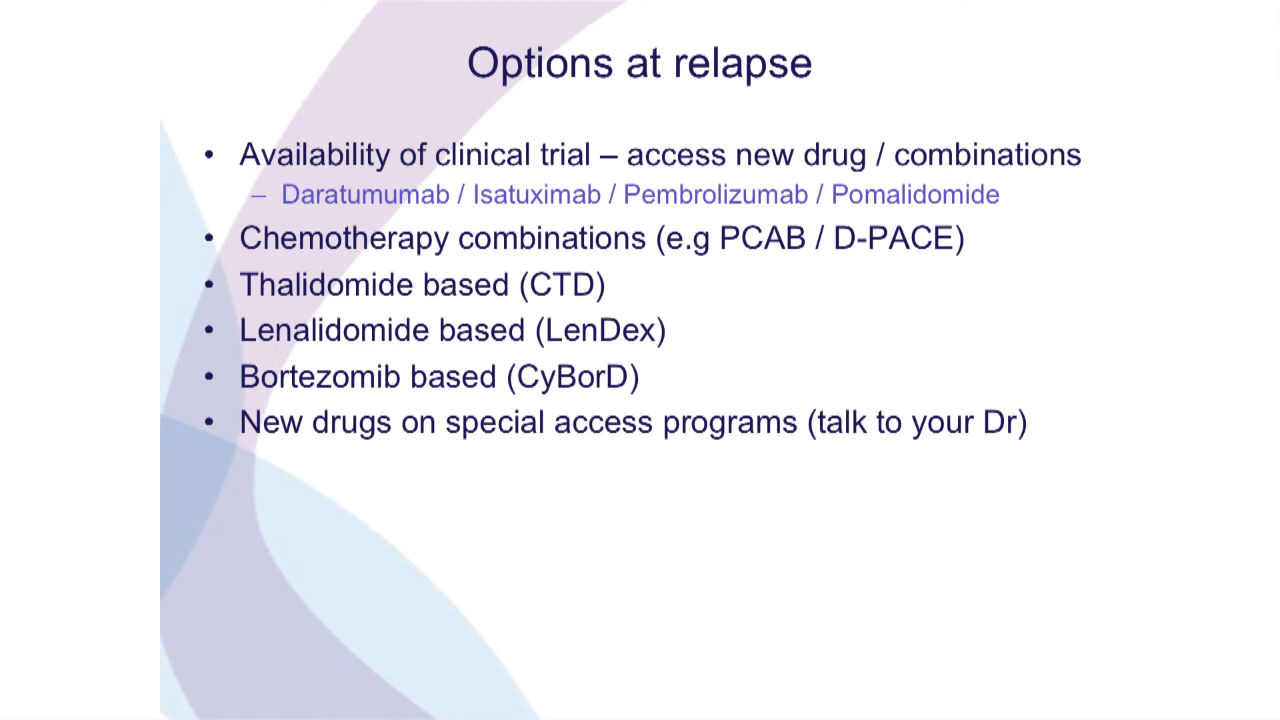 Options at relapse
• Availability of clinical trial – access new drug / combinations
– Daratumumab / Isatuximab / Pembrolizumab / Pomalidomide
• Chemotherapy combinations (e.g PCAB / D-PACE)
• Thalidomide based (CTD)
• Lenalidomide based (LenDex)
• Bortezomib based (CyBorD)
• New drugs on special access programs (talk to your Dr)